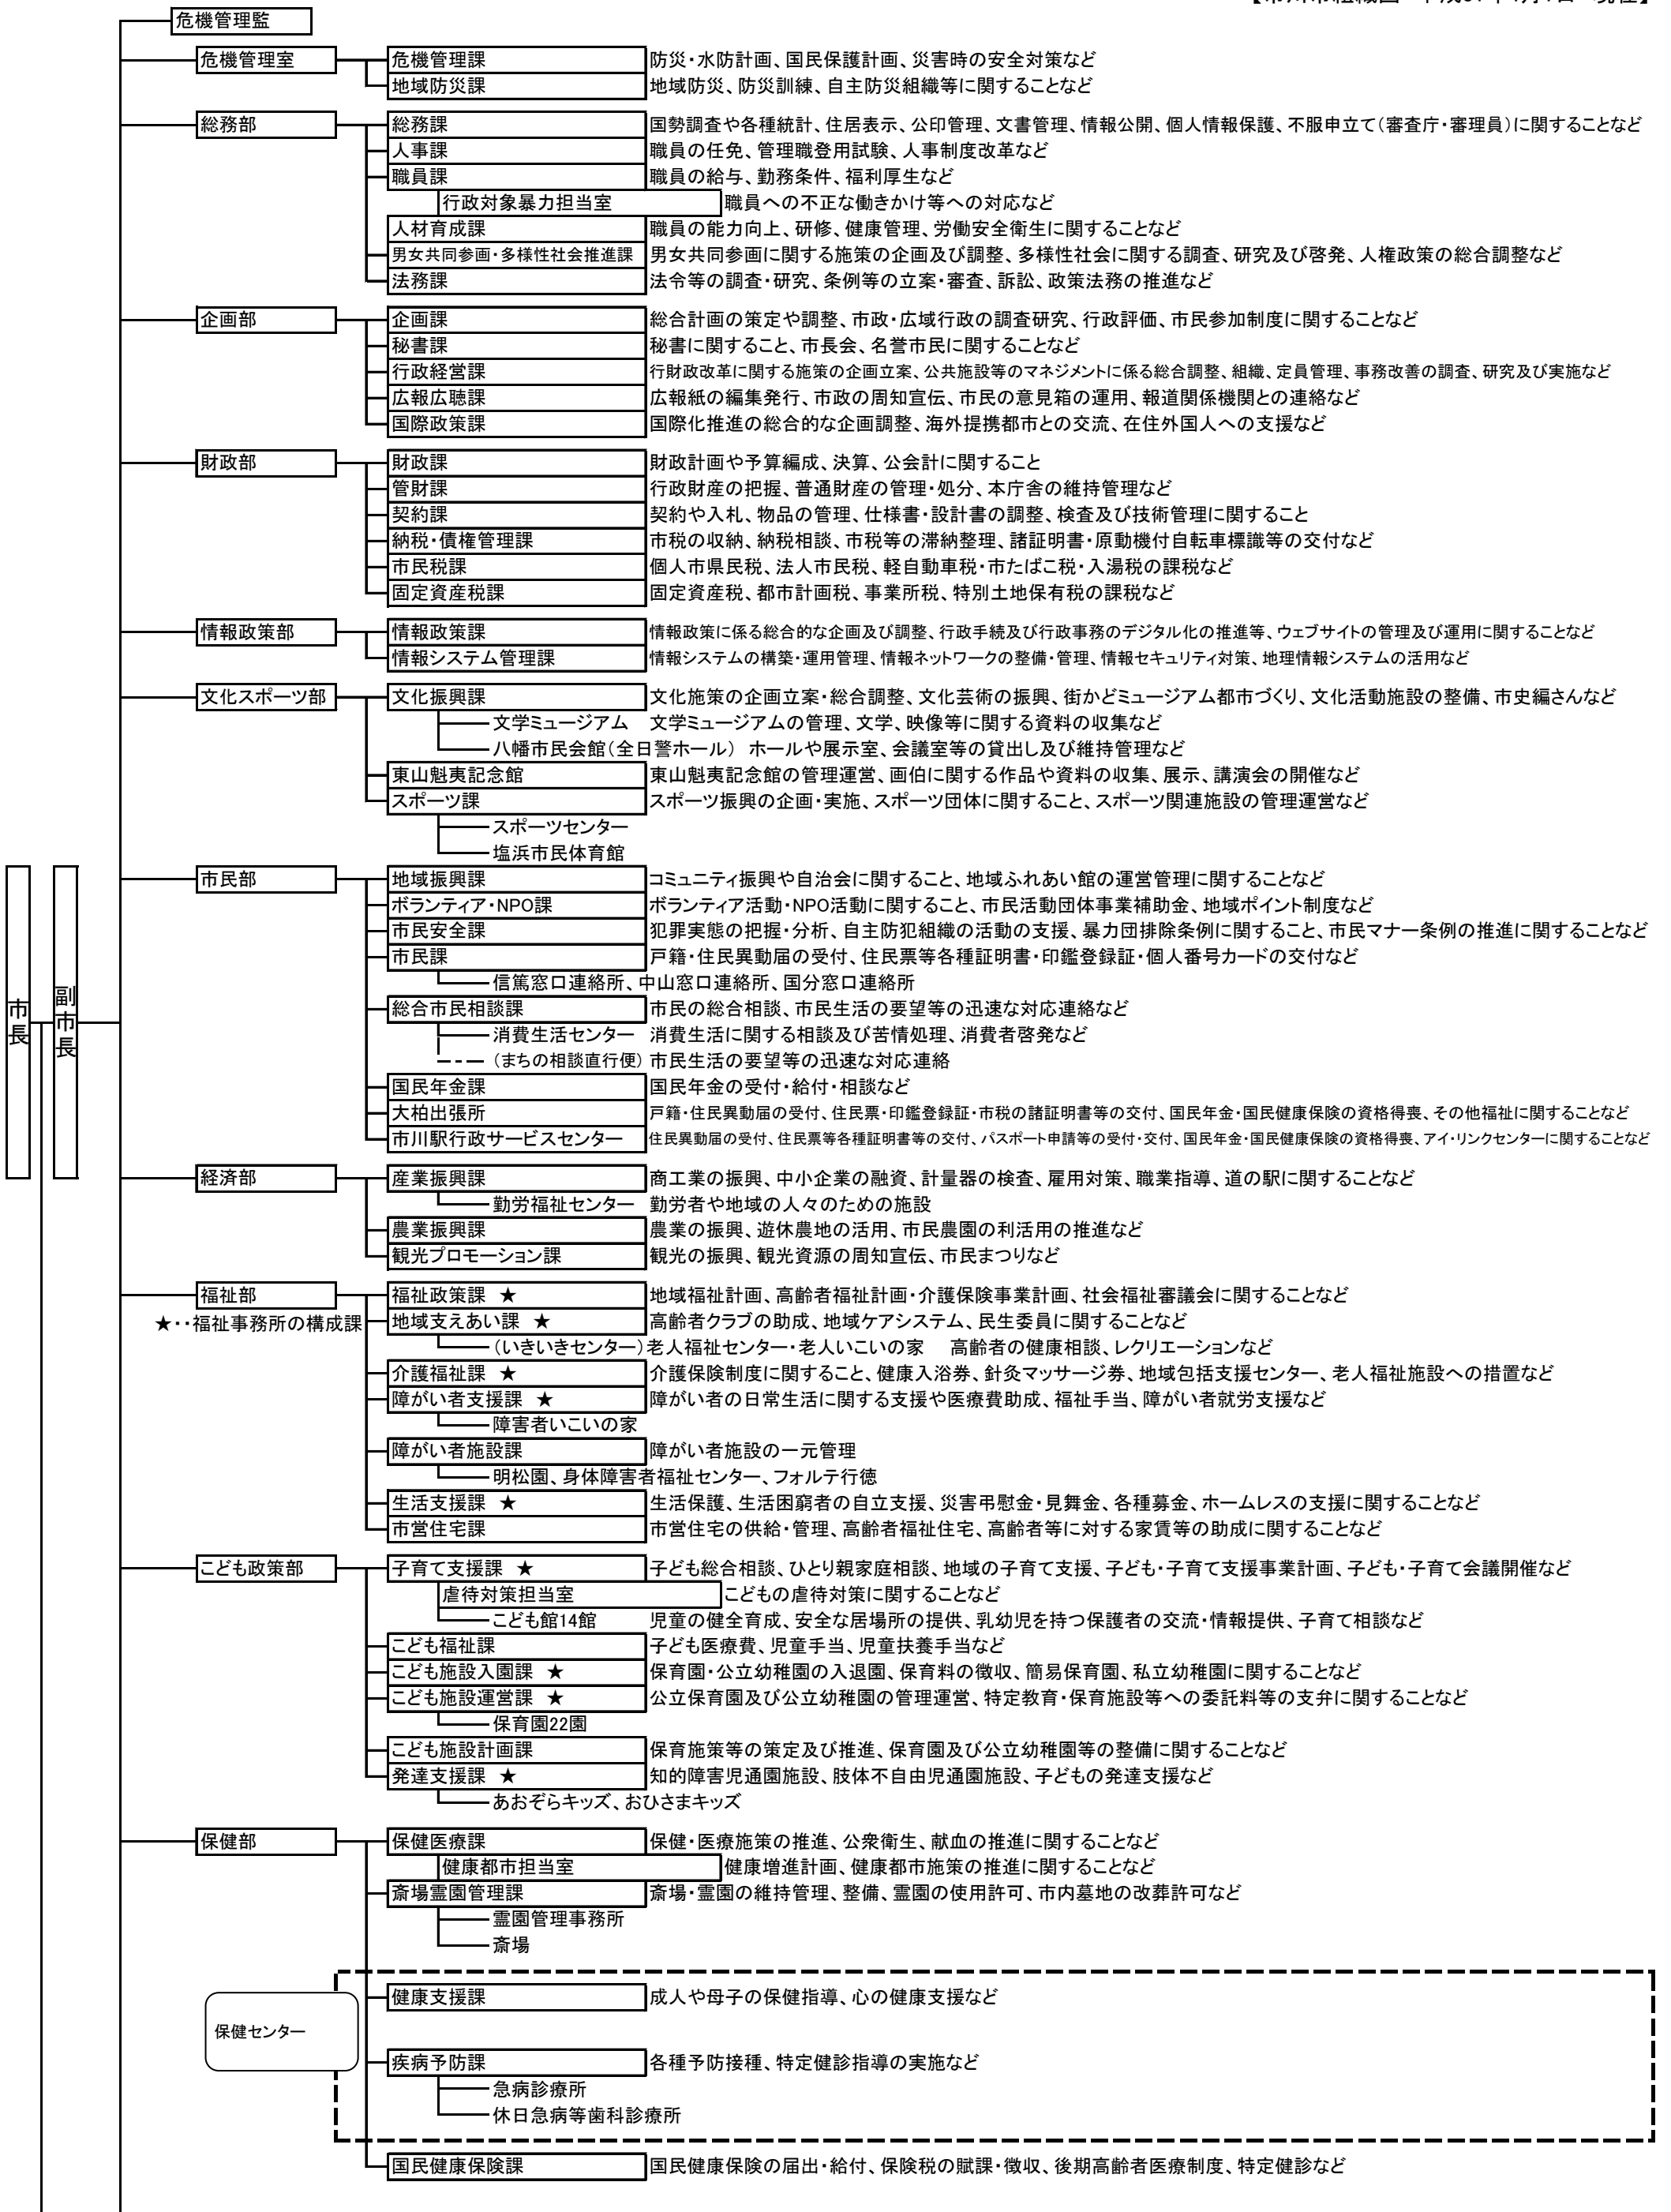 危機管理監
危機管理室 危機管理課 防災・水防計画、国民保護計画、災害時の安全対策など
地域防災課 地域防災、防災訓練、自主防災組織等に関することなど
総務部 総務課 国勢調査や各種統計、住居表示、公印管理、文書管理、情報公開、個人情報保護、不服申立て(審査庁・審理員)に関することなど
人事課 職員の任免、管理職登用試験、人事制度改革など
職員課 職員の給与、勤務条件、福利厚生など
行政対象暴力担当室 職員への不正な働きかけ等への対応など
人材育成課 職員の能力向上、研修、健康管理、労働安全衛生に関することなど
男女共同参画・多様性社会推進課 男女共同参画に関する施策の企画及び調整、多様性社会に関する調査、研究及び啓発、人権政策の総合調整など
法務課 法令等の調査・研究、条例等の立案・審査、訴訟、政策法務の推進など
企画部 企画課 総合計画の策定や調整、市政・広域行政の調査研究、行政評価、市民参加制度に関することなど
秘書課 秘書に関すること、市長会、名誉市民に関することなど
行政経営課 行財政改革に関する施策の企画立案、公共施設等のマネジメントに係る総合調整、組織、定員管理、事務改善の調査、研究及び実施など
広報広聴課 広報紙の編集発行、市政の周知宣伝、市民の意見箱の運用、報道関係機関との連絡など
国際政策課 国際化推進の総合的な企画調整、海外提携都市との交流、在住外国人への支援など
財政部 財政課 財政計画や予算編成、決算、公会計に関すること
管財課 行政財産の把握、普通財産の管理・処分、本庁舎の維持管理など
契約課 契約や入札、物品の管理、仕様書・設計書の調整、検査及び技術管理に関すること
納税・債権管理課 市税の収納、納税相談、市税等の滞納整理、諸証明書・原動機付自転車標識等の交付など
市民税課 個人市県民税、法人市民税、軽自動車税・市たばこ税・入湯税の課税など
固定資産税課 固定資産税、都市計画税、事業所税、特別土地保有税の課税など
情報政策部 情報政策課 情報政策に係る総合的な企画及び調整、行政手続及び行政事務のデジタル化の推進等、ウェブサイトの管理及び運用に関することなど
情報システム管理課 情報システムの構築・運用管理、情報ネットワークの整備・管理、情報セキュリティ対策、地理情報システムの活用など
文化スポーツ部 文化振興課 文化施策の企画立案・総合調整、文化芸術の振興、街かどミュージアム都市づくり、文化活動施設の整備、市史編さんなど
文学ミュージアム 文学ミュージアムの管理、文学、映像等に関する資料の収集など
八幡市民会館(全日警ホール) ホールや展示室、会議室等の貸出し及び維持管理など
東山魁夷記念館 東山魁夷記念館の管理運営、画伯に関する作品や資料の収集、展示、講演会の開催など
スポーツ課 スポーツ振興の企画・実施、スポーツ団体に関すること、スポーツ関連施設の管理運営など
スポーツセンター
塩浜市民体育館
市長 副市長
市民部 地域振興課 コミュニティ振興や自治会に関すること、地域ふれあい館の運営管理に関することなど
ボランティア・NPO課 ボランティア活動・NPO活動に関すること、市民活動団体事業補助金、地域ポイント制度など
市民安全課 犯罪実態の把握・分析、自主防犯組織の活動の支援、暴力団排除条例に関すること、市民マナー条例の推進に関することなど
市民課 戸籍・住民異動届の受付、住民票等各種証明書・印鑑登録証・個人番号カードの交付など
信篤窓口連絡所、中山窓口連絡所、国分窓口連絡所
総合市民相談課 市民の総合相談、市民生活の要望等の迅速な対応連絡など
消費生活センター 消費生活に関する相談及び苦情処理、消費者啓発など
(まちの相談直行便) 市民生活の要望等の迅速な対応連絡
国民年金課 国民年金の受付・給付・相談など
大柏出張所 戸籍・住民異動届の受付、住民票・印鑑登録証・市税の諸証明書等の交付、国民年金・国民健康保険の資格得喪、その他福祉に関することなど
市川駅行政サービスセンター 住民異動届の受付、住民票等各種証明書等の交付、パスポート申請等の受付・交付、国民年金・国民健康保険の資格得喪、アイ・リンクセンターに関することなど
経済部 産業振興課 商工業の振興、中小企業の融資、計量器の検査、雇用対策、職業指導、道の駅に関することなど
勤労福祉センター 勤労者や地域の人々のための施設
農業振興課 農業の振興、遊休農地の活用、市民農園の利活用の推進など
観光プロモーション課 観光の振興、観光資源の周知宣伝、市民まつりなど
福祉部 福祉政策課 ★ 地域福祉計画、高齢者福祉計画・介護保険事業計画、社会福祉審議会に関することなど
★・・福祉事務所の構成課 地域支えあい課 ★ 高齢者クラブの助成、地域ケアシステム、民生委員に関することなど
(いきいきセンター)老人福祉センター・老人いこいの家 高齢者の健康相談、レクリエーションなど
介護福祉課 ★ 介護保険制度に関すること、健康入浴券、針灸マッサージ券、地域包括支援センター、老人福祉施設への措置など
障がい者支援課 ★ 障がい者の日常生活に関する支援や医療費助成、福祉手当、障がい者就労支援など
障害者いこいの家
障がい者施設課 障がい者施設の一元管理
明松園、身体障害者福祉センター、フォルテ行徳
生活支援課 ★ 生活保護、生活困窮者の自立支援、災害弔慰金・見舞金、各種募金、ホームレスの支援に関することなど
市営住宅課 市営住宅の供給・管理、高齢者福祉住宅、高齢者等に対する家賃等の助成に関することなど
こども政策部 子育て支援課 ★ 子ども総合相談、ひとり親家庭相談、地域の子育て支援、子ども・子育て支援事業計画、子ども・子育て会議開催など
虐待対策担当室 こどもの虐待対策に関することなど
こども館14館 児童の健全育成、安全な居場所の提供、乳幼児を持つ保護者の交流・情報提供、子育て相談など
こども福祉課 子ども医療費、児童手当、児童扶養手当など
こども施設入園課 ★ 保育園・公立幼稚園の入退園、保育料の徴収、簡易保育園、私立幼稚園に関することなど
こども施設運営課 ★ 公立保育園及び公立幼稚園の管理運営、特定教育・保育施設等への委託料等の支弁に関することなど
保育園22園
こども施設計画課 保育施策等の策定及び推進、保育園及び公立幼稚園等の整備に関することなど
発達支援課 ★ 知的障害児通園施設、肢体不自由児通園施設、子どもの発達支援など
あおぞらキッズ、おひさまキッズ
保健部 保健医療課 保健・医療施策の推進、公衆衛生、献血の推進に関することなど
健康都市担当室 健康増進計画、健康都市施策の推進に関することなど
斎場霊園管理課 斎場・霊園の維持管理、整備、霊園の使用許可、市内墓地の改葬許可など
霊園管理事務所
斎場
健康支援課 成人や母子の保健指導、心の健康支援など
保健センター
疾病予防課 各種予防接種、特定健診指導の実施など
急病診療所
休日急病等歯科診療所
国民健康保険課 国民健康保険の届出・給付、保険税の賦課・徴収、後期高齢者医療制度、特定健診など